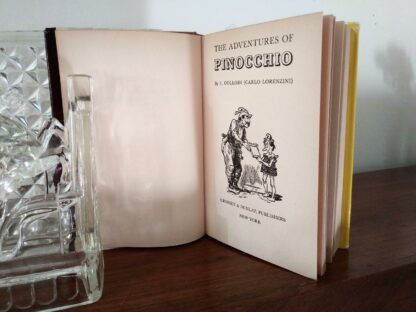 THE ADVENTURES OF
PINOCCHIO
By C. COLLODI (CARLO LORENZINI)
GROSSET & DUNLAP, PUBLISHERS
NEW YORK